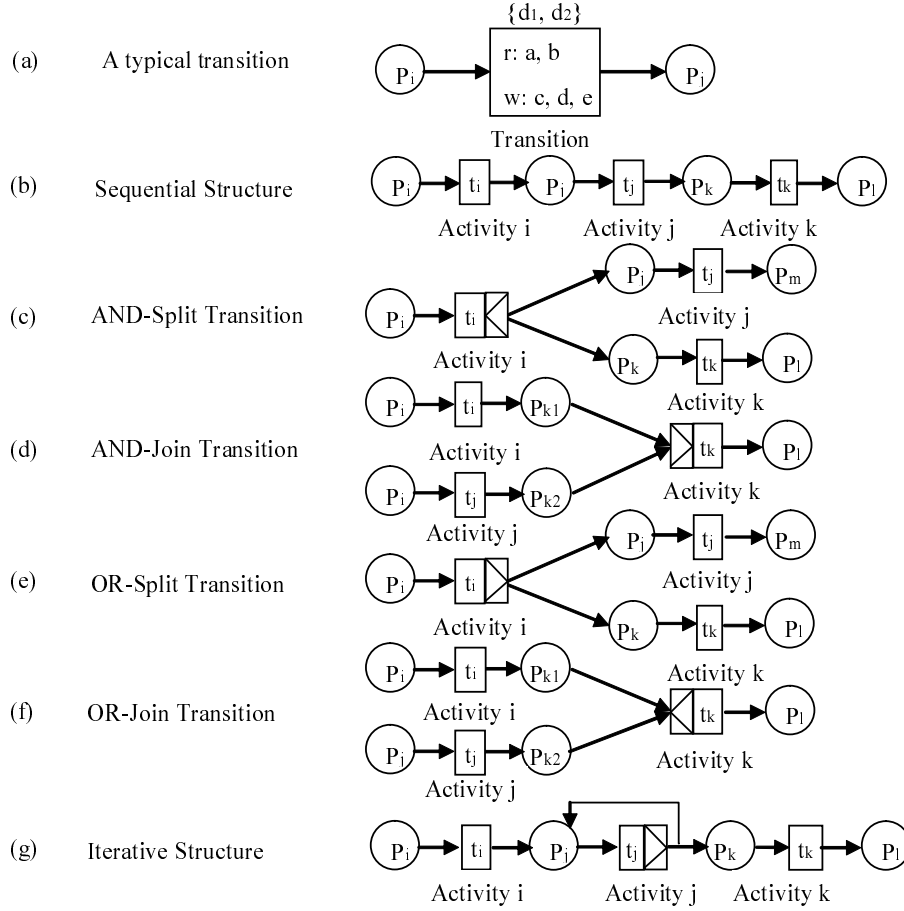 {d1, d2}
(a) A typical transition Pi r: a, b Pj
w: c, d, e
Transition
(b) Sequential Structure Pi ti Pj tj Pk tk Pl
Activity i Activity j Activity k
Pj tj Pm
(c) AND-Split Transition Pi ti Activity j
Activity i Pk tk Pl
Activity k
Pi ti Pk1
Activity i
(d) AND-Join Transition tk Pl
Pi tj Pk2 Activity k
Activity j
Pj tj Pm
(e) OR-Split Transition Pi ti Activity j
Activity i Pk tk Pl
Activity k
Pi ti Pk1
Activity i
(f) OR-Join Transition tk Pl
Pj tj Pk2 Activity k
Activity j
(g) Iterative Structure Pi ti Pj tj Pk tk Pl
Activity i Activity j Activity k